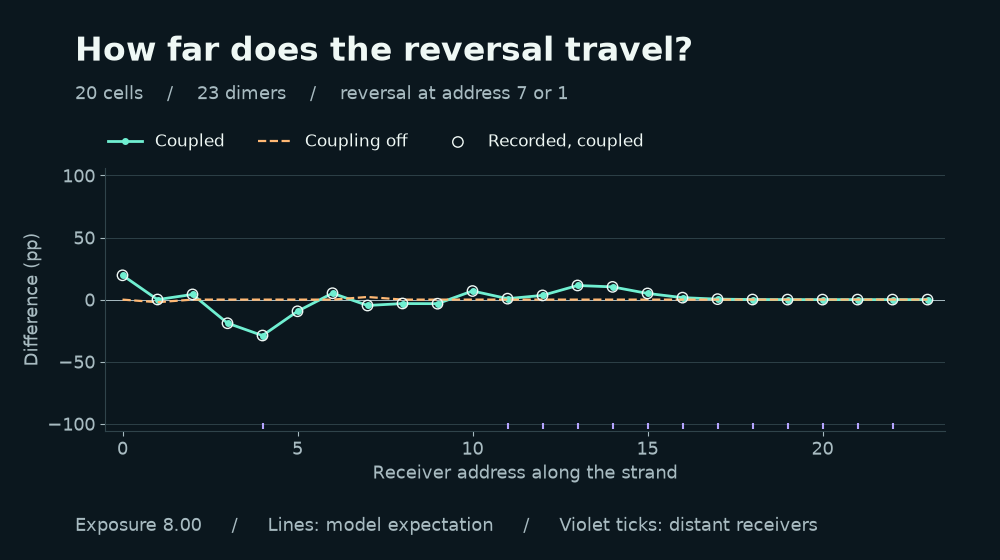 How far does the reversal travel?
20 cells / 23 dimers / reversal at address 7 or 1
Coupled Coupling off Recorded, coupled
100
50
0
−50
−100
Difference (pp)
0 5 10 15 20
Receiver address along the strand
Exposure 8.00 / Lines: model expectation / Violet ticks: distant receivers